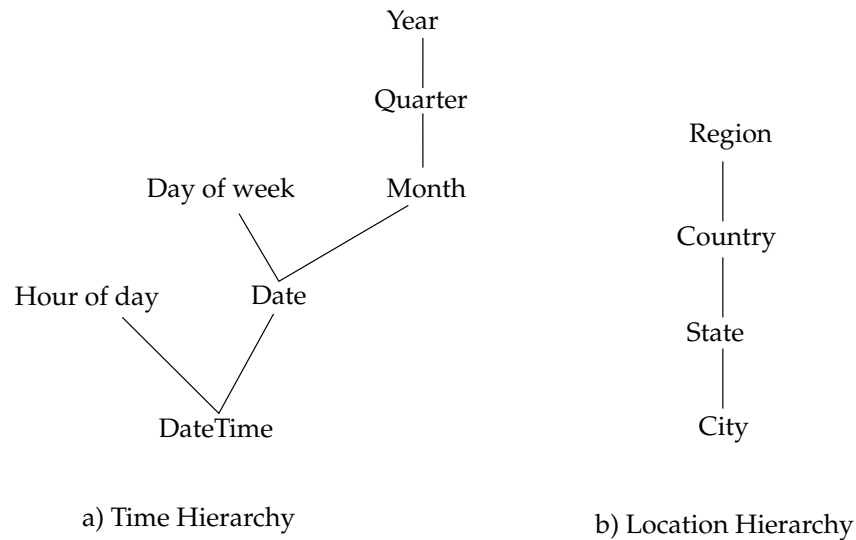 Year
Quarter
Region
Day of week
Month
Country
Hour of day
Date
State
DateTime
City
a) Time Hierarchy
b) Location Hierarchy